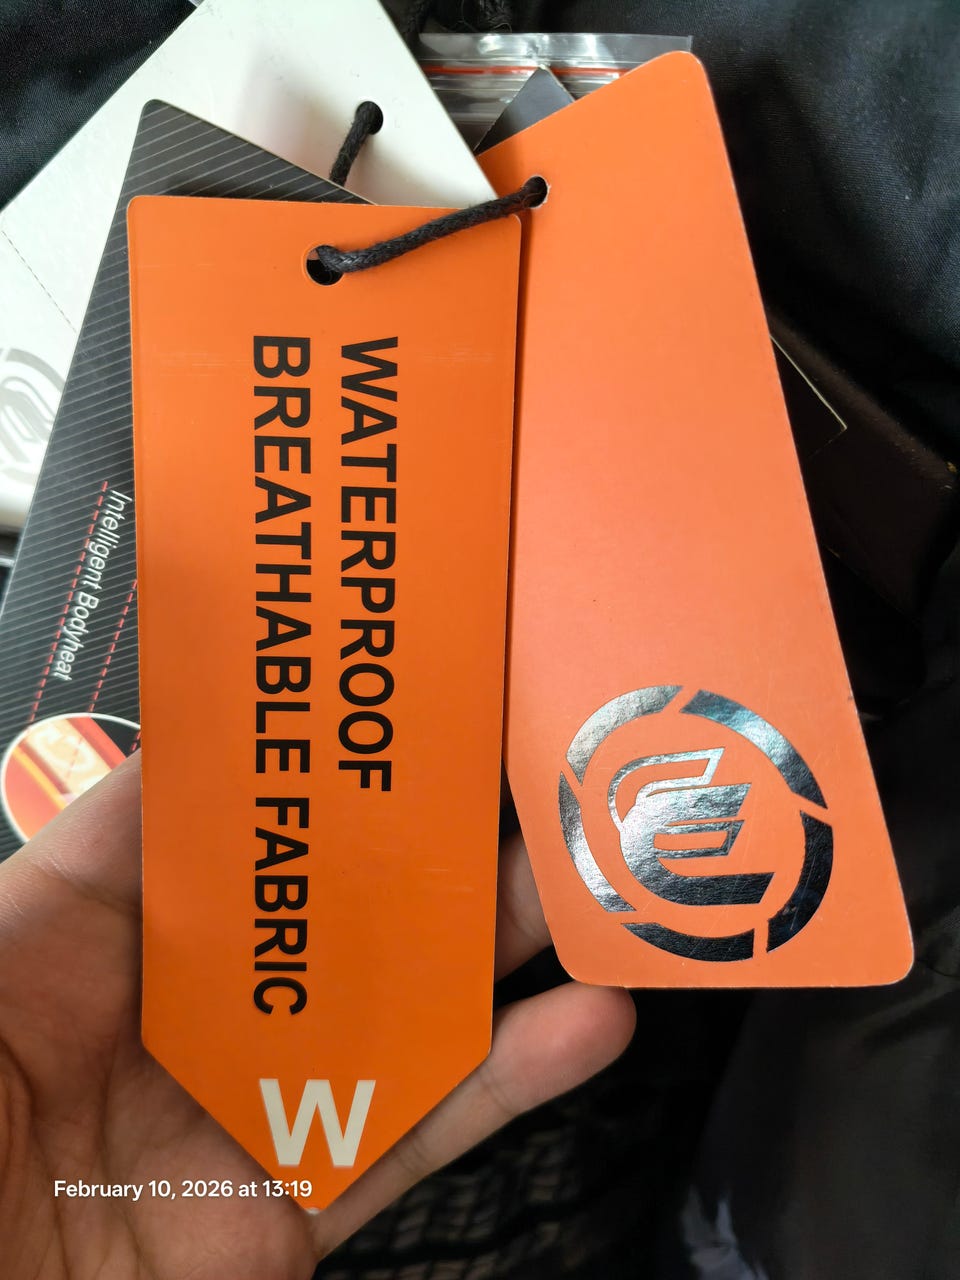 WATERPROOF
BREATHABLE FABRIC
W
Intelligent Bodyheat
February 10, 2026 at 13:19